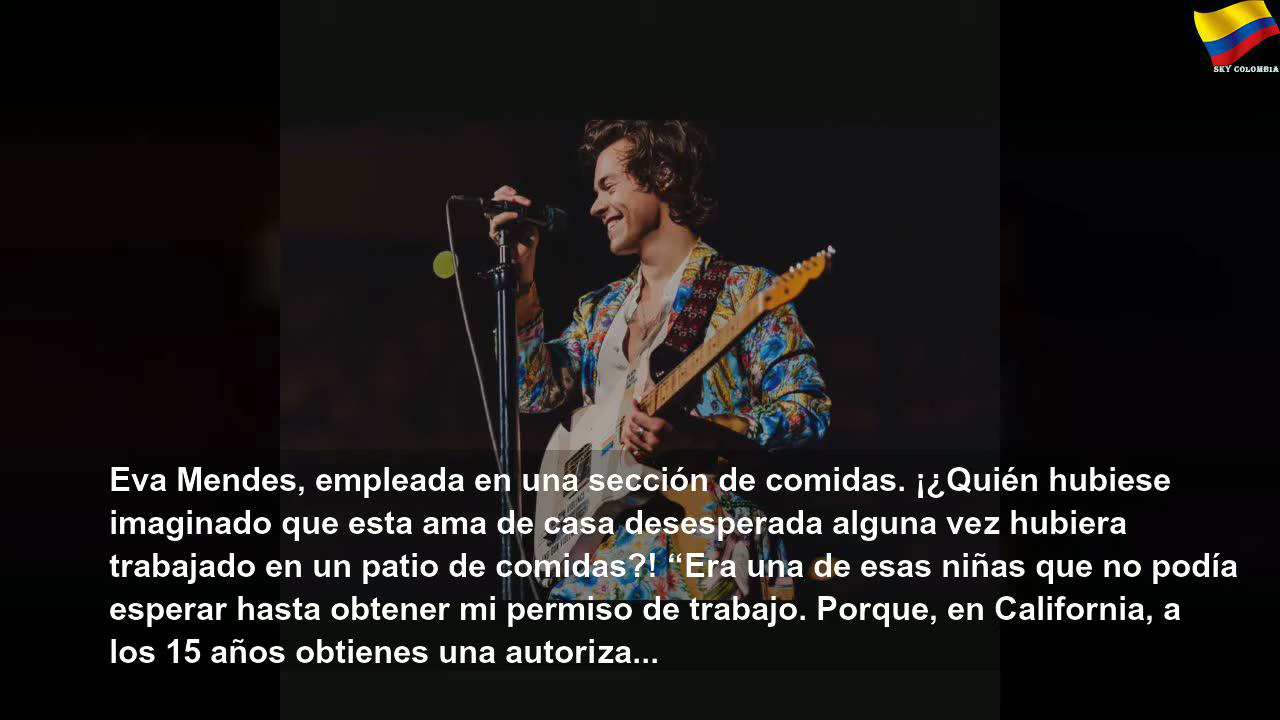 SKY COLOMBIA
Eva Mendes, empleada en una sección de comidas. ¡¿Quién hubiese
imaginado que esta ama de casa desesperada alguna vez hubiera
trabajado en un patio de comidas?! “Era una de esas niñas que no podía
esperar hasta obtener mi permiso de trabajo. Porque, en California, a
los 15 años obtienes una autoriza...